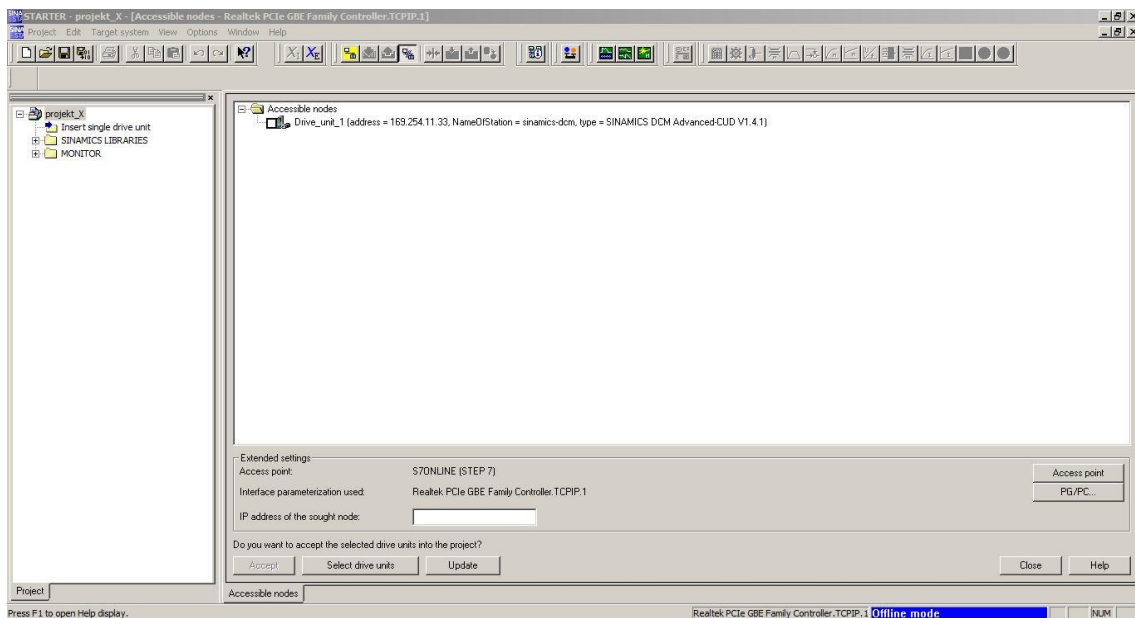 STARTER - projekt_X - [Accessible nodes - Realtek PCIe GBE Family Controller.TCPIP.1]
Project Edit Target system View Options Window Help
projekt_X
Insert single drive unit
SINAMICS LIBRARIES
MONITOR
Project
Accessible nodes
Drive_unit_1 (address = 169.254.11.33, NameOfStation = sinamics-dcm, type = SINAMICS DCM Advanced-CUD V1.4.1)
Extended settings
Access point: S7ONLINE (STEP 7) Access point
Interface parameterization used: Realtek PCIe GBE Family Controller.TCPIP.1 PG/PC...
IP address of the sought node:
Do you want to accept the selected drive units into the project?
Accept Select drive units Update Close Help
Accessible nodes
Press F1 to open Help display. Realtek PCIe GBE Family Controller.TCPIP.1 Offline mode NUM